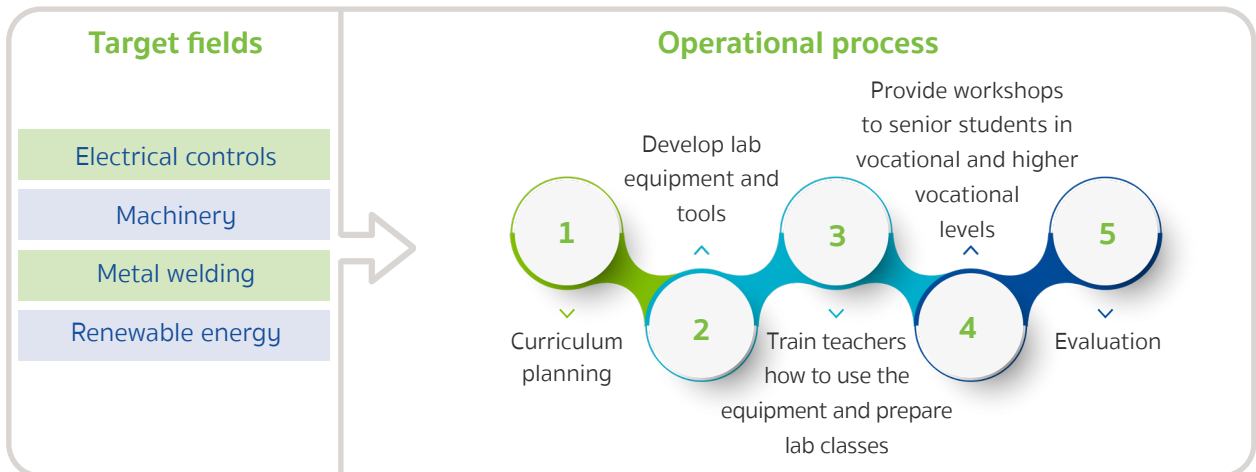 Target fields
Electrical controls
Machinery
Metal welding
Renewable energy
Operational process
1
Curriculum
planning
2
Develop lab
equipment and
tools
3
Train teachers
how to use the
equipment and prepare
lab classes
4
Provide workshops
to senior students in
vocational and higher
vocational
levels
5
Evaluation